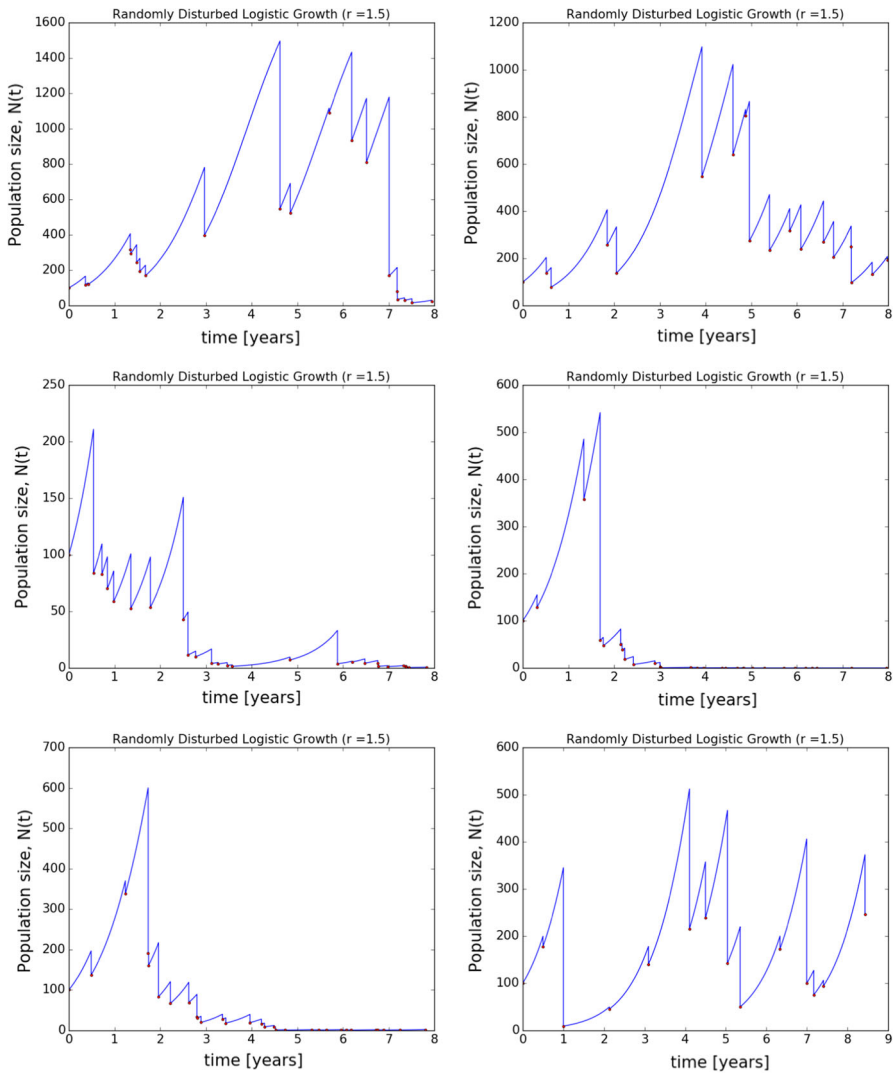 Randomly Disturbed Logistic Growth (r =1.5)
Population size, N(t)
1600
1400
1200
1000
800
600
400
200
0
0 1 2 3 4 5 6 7 8
time [years]
Randomly Disturbed Logistic Growth (r =1.5)
Population size, N(t)
1200
1000
800
600
400
200
0
0 1 2 3 4 5 6 7 8
time [years]
Randomly Disturbed Logistic Growth (r =1.5)
Population size, N(t)
250
200
150
100
50
0
0 1 2 3 4 5 6 7 8
time [years]
Randomly Disturbed Logistic Growth (r =1.5)
Population size, N(t)
600
500
400
300
200
100
0
0 1 2 3 4 5 6 7 8
time [years]
Randomly Disturbed Logistic Growth (r =1.5)
Population size, N(t)
700
600
500
400
300
200
100
0
0 1 2 3 4 5 6 7 8
time [years]
Randomly Disturbed Logistic Growth (r =1.5)
Population size, N(t)
600
500
400
300
200
100
0
0 1 2 3 4 5 6 7 8 9
time [years]